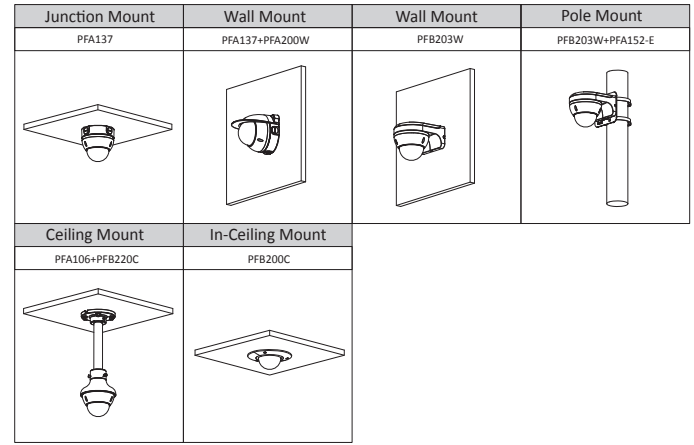 Junction Mount
PFA137
Wall Mount
PFA137+PFA200W
Wall Mount
PFB203W
Pole Mount
PFB203W+PFA152-E
Ceiling Mount
PFA106+PFB220C
In-Ceiling Mount
PFB200C